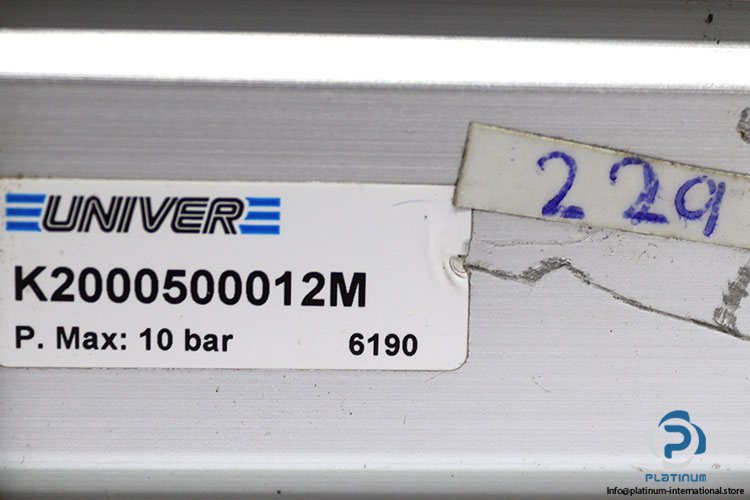 229
UNIVER
K2000500012M
P. Max: 10 bar 6190
PLATINUM
Info@platinum-international.store